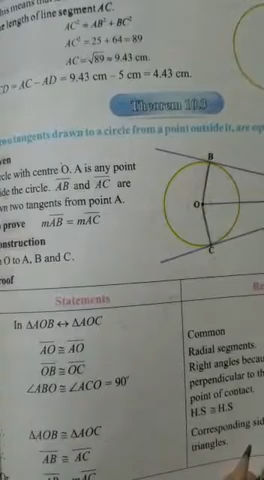 his means that
e length of line segment AC.
AC² = AB² + BC²
AC² = 25 + 64 = 89
AC = √89 ≈ 9.43 cm.
CD = AC – AD = 9.43 cm – 5 cm = 4.43 cm.
Theorem 10.3
wo tangents drawn to a circle from a point outside it, are
ven
cle with centre O. A is any point
ide the circle. AB and AC are
wn two tangents from point A.
prove mAB = mAC
onstruction
O to A, B and C.
roof
B
O
C
Statements
Re
In ΔAOB ↔ ΔAOC
AO ≅ AO
Common
OB ≅ OC
Radial segments.
∠ABO ≅ ∠ACO = 90°
Right angles becau
perpendicular to th
point of contact.
ΔAOB ≅ ΔAOC
H.S ≅ H.S
AB ≅ AC
Corresponding sid
triangles.